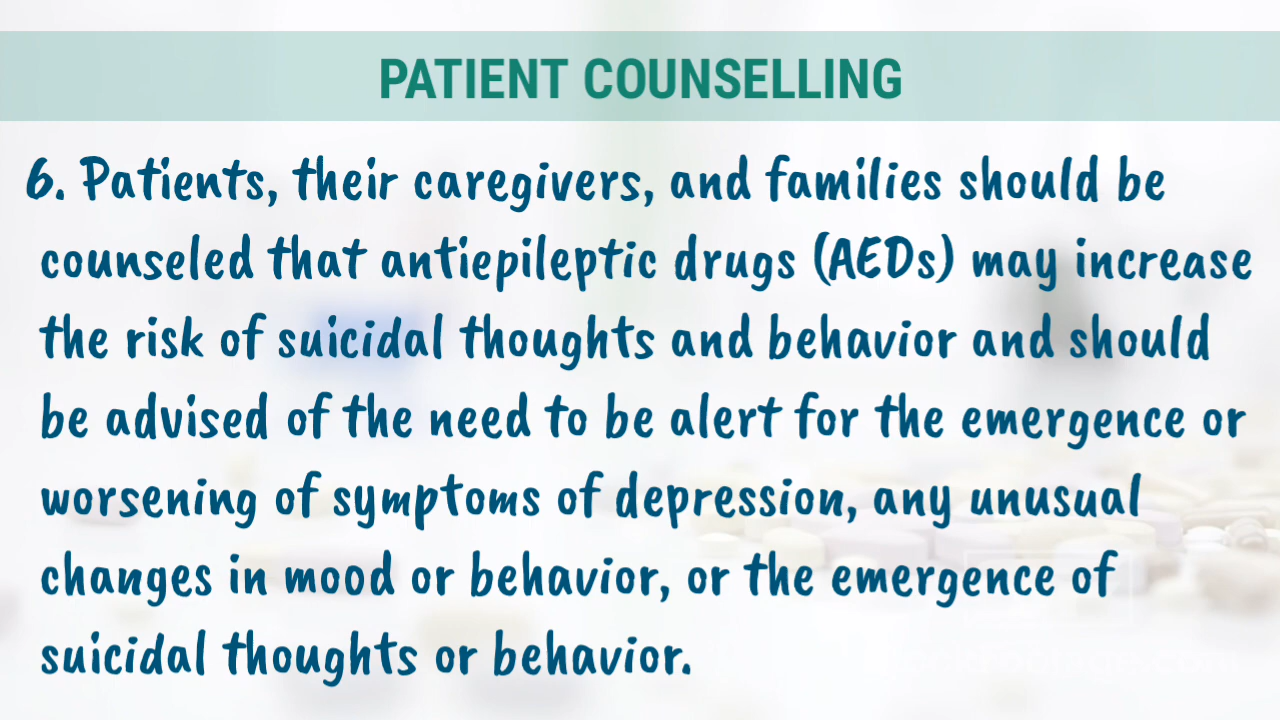 PATIENT COUNSELLING
6. Patients, their caregivers, and families should be
counseled that antiepileptic drugs (AEDs) may increase
the risk of suicidal thoughts and behavior and should
be advised of the need to be alert for the emergence or
worsening of symptoms of depression, any unusual
changes in mood or behavior, or the emergence of
suicidal thoughts or behavior.